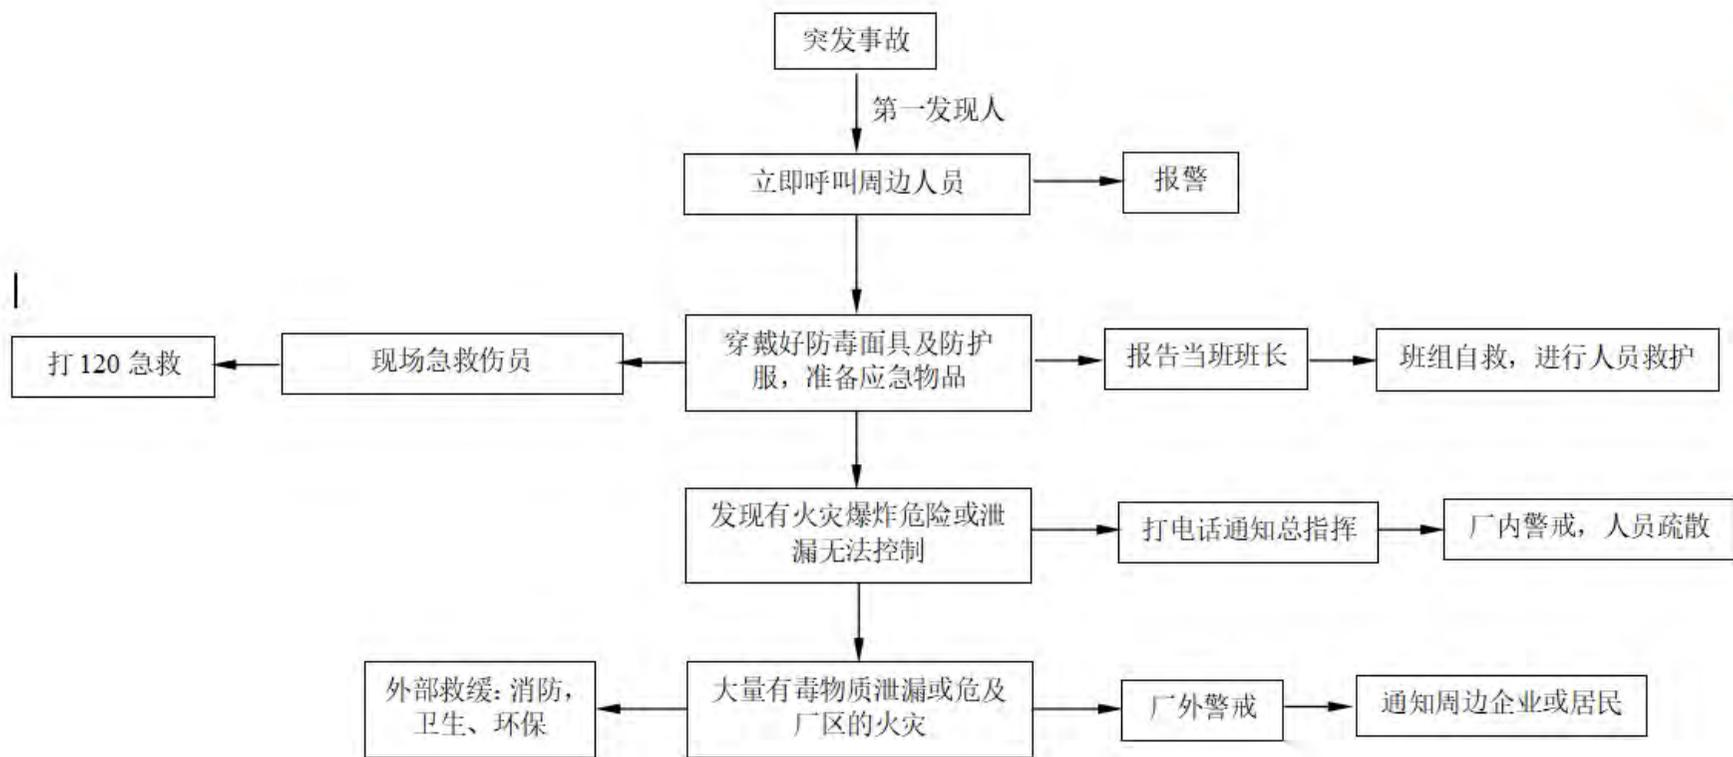 突发事故
第一发现人
立即呼叫周边人员
报警
打 120 急救
现场急救伤员
穿戴好防毒面具及防护
服，准备应急物品
报告当班班长
班组自救，进行人员救护
发现有火灾爆炸危险或泄
漏无法控制
打电话通知总指挥
厂内警戒，人员疏散
外部救缓：消防，
卫生、环保
大量有毒物质泄漏或危及
厂区的火灾
厂外警戒
通知周边企业或居民